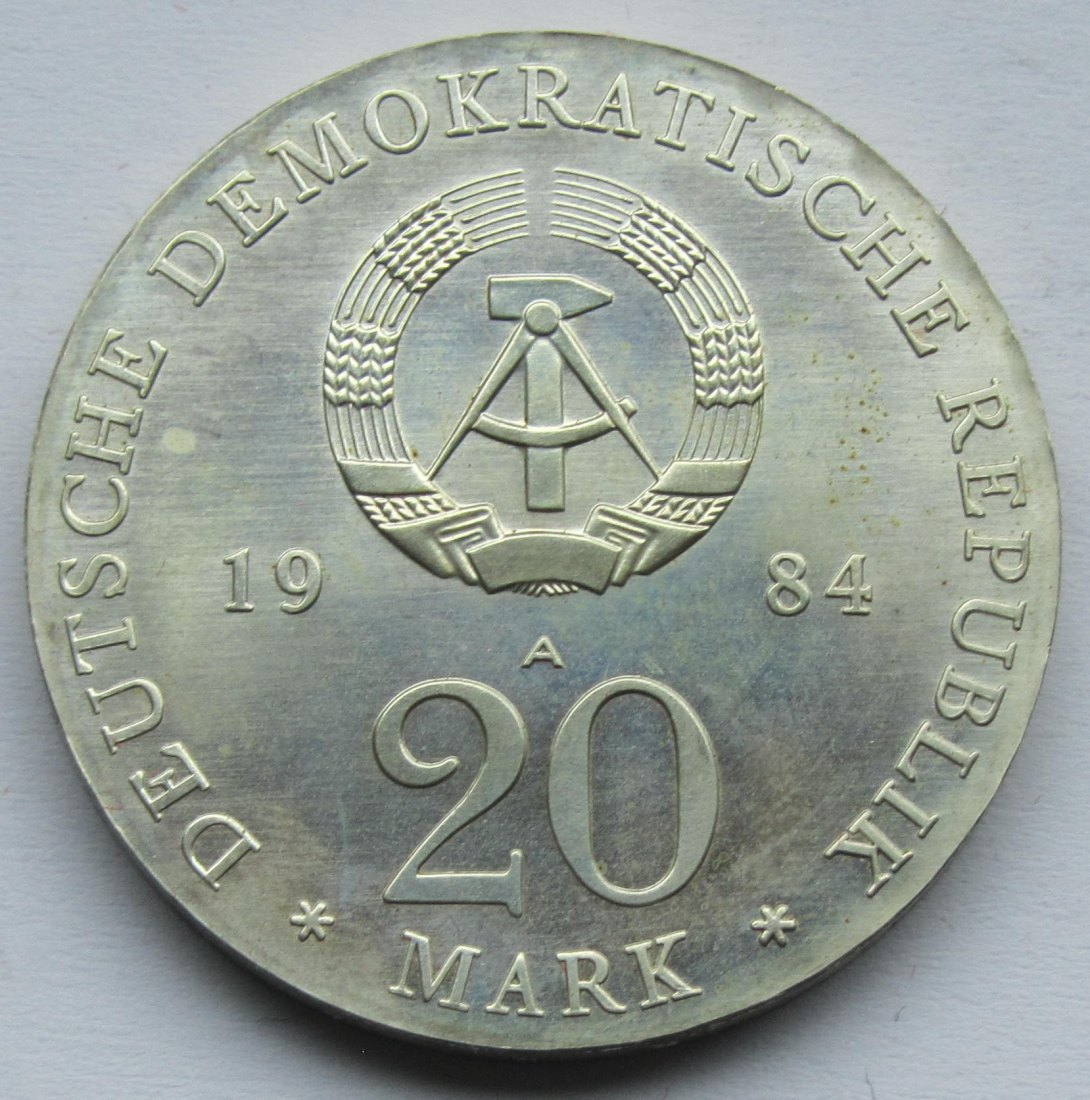 DEUTSCHE DEMOKRATISCHE REPUBLIK
19 84
A
20
* MARK *